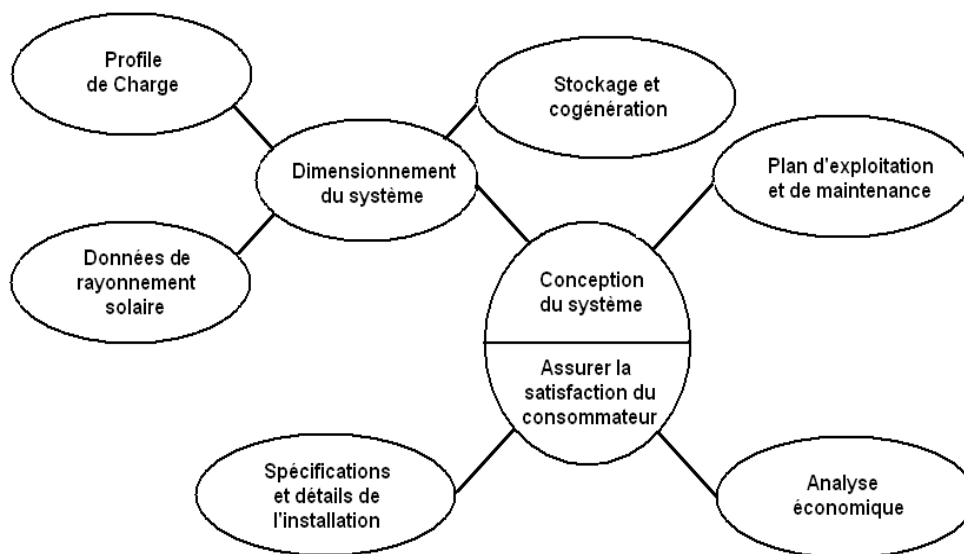 Profile
de Charge
Stockage et
cogénération
Dimensionnement
du système
Plan d'exploitation
et de maintenance
Données de
rayonnement
solaire
Conception
du système
Assurer la
satisfaction du
consommateur
Spécifications
et détails de
l'installation
Analyse
économique